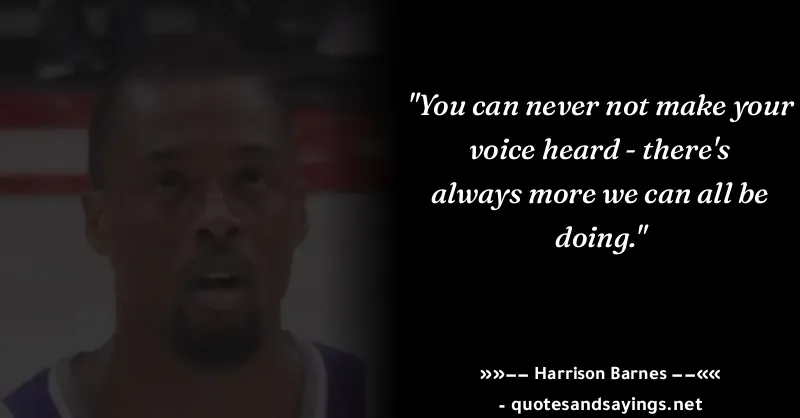 "You can never not make your
voice heard - there's
always more we can all be
doing."
»»−− Harrison Barnes −−««
- quotesandsayings.net